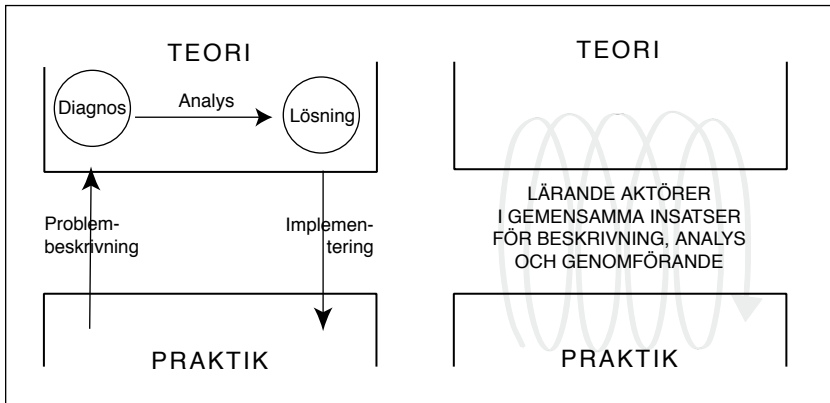 TEORI
Diagnos
Analys
Lösning
Problem-
beskrivning
Implemen-
tering
PRAKTIK
TEORI
LÄRANDE AKTÖRER
I GEMENSAMMA INSATSER
FÖR BESKRIVNING, ANALYS
OCH GENOMFÖRANDE
PRAKTIK